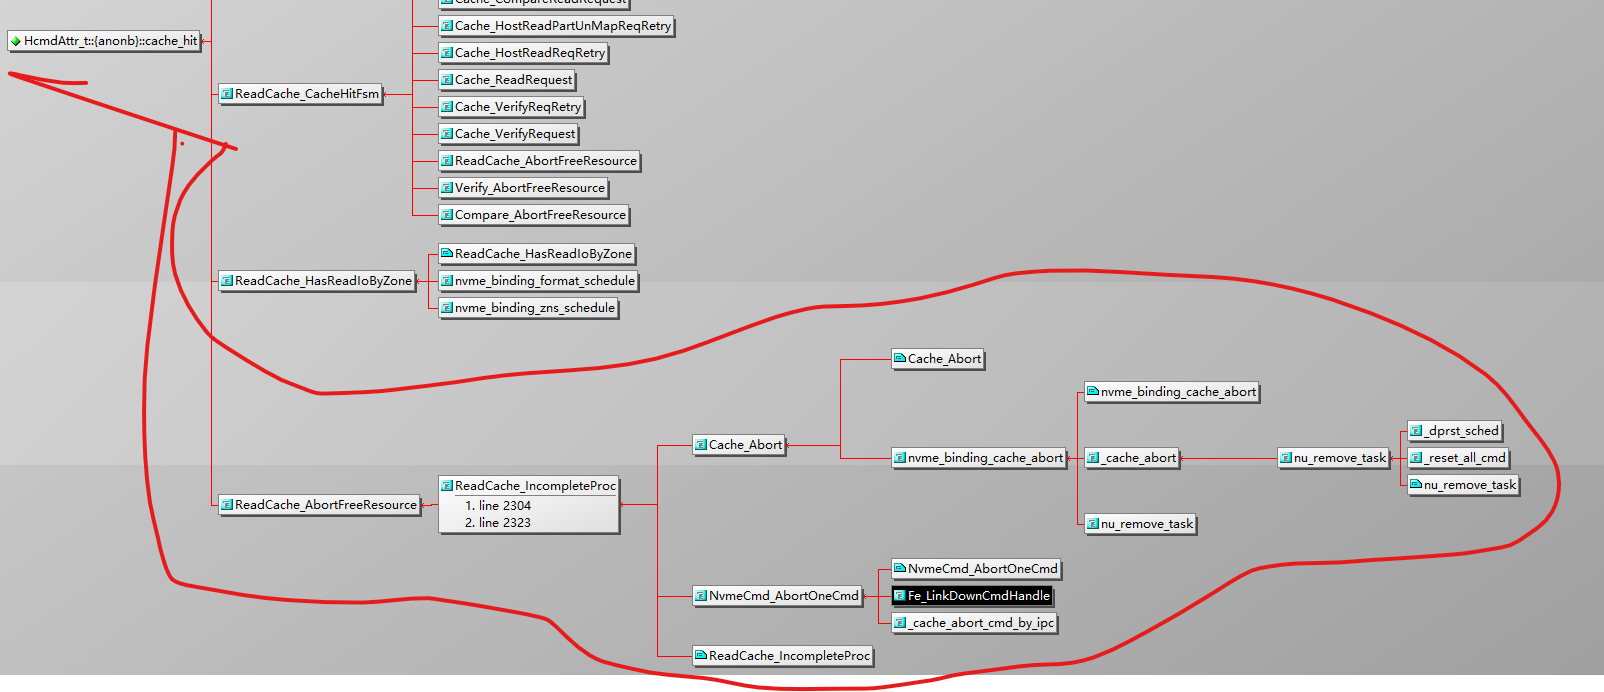 Cache_CompareReadRequest
Cache_HostReadPartUnMapReqRetry
HcmdAttr_t::{anonb}::cache_hit
Cache_HostReadReqRetry
Cache_ReadRequest
ReadCache_CacheHitFsm
Cache_VerifyReqRetry
Cache_VerifyRequest
ReadCache_AbortFreeResource
Verify_AbortFreeResource
Compare_AbortFreeResource
ReadCache_HasReadIoByZone
ReadCache_HasReadIoByZone
nvme_binding_format_schedule
nvme_binding_zns_schedule
Cache_Abort
nvme_binding_cache_abort
_dprst_sched
Cache_Abort
nvme_binding_cache_abort
_cache_abort
nu_remove_task
_reset_all_cmd
nu_remove_task
ReadCache_IncompleteProc
1. line 2304
2. line 2323
ReadCache_AbortFreeResource
nu_remove_task
NvmeCmd_AbortOneCmd
NvmeCmd_AbortOneCmd
Fe_LinkDownCmdHandle
_cache_abort_cmd_by_ipc
ReadCache_IncompleteProc